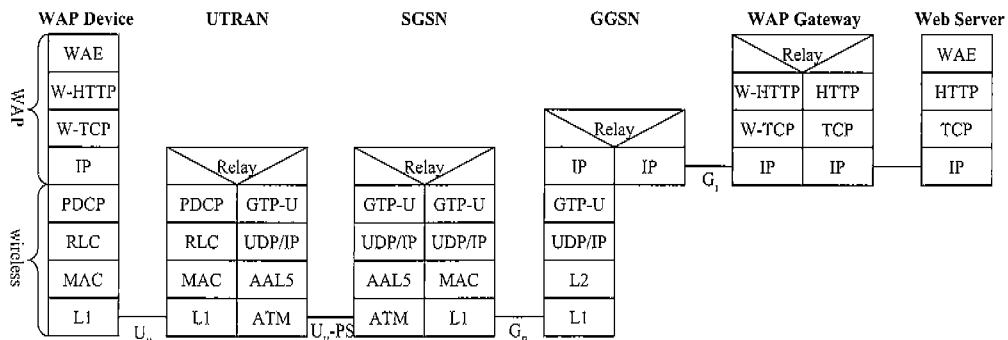 WAP Device UTRAN SGSN GGSN WAP Gateway Web Server
WAE Relay WAE
W-HTTP W-HTTP HTTP HTTP
W-TCP Relay W-TCP TCP TCP
IP Relay Relay IP IP IP IP IP
G
PDCP PDCP GTP-U GTP-U GTP-U GTP-U
RLC RLC UDP/IP UDP/IP UDP/IP UDP/IP
MAC MAC AAL5 AAL5 MAC L2
L1 L1 ATM ATM L1 L1
U U -PS G
WAP
wireless